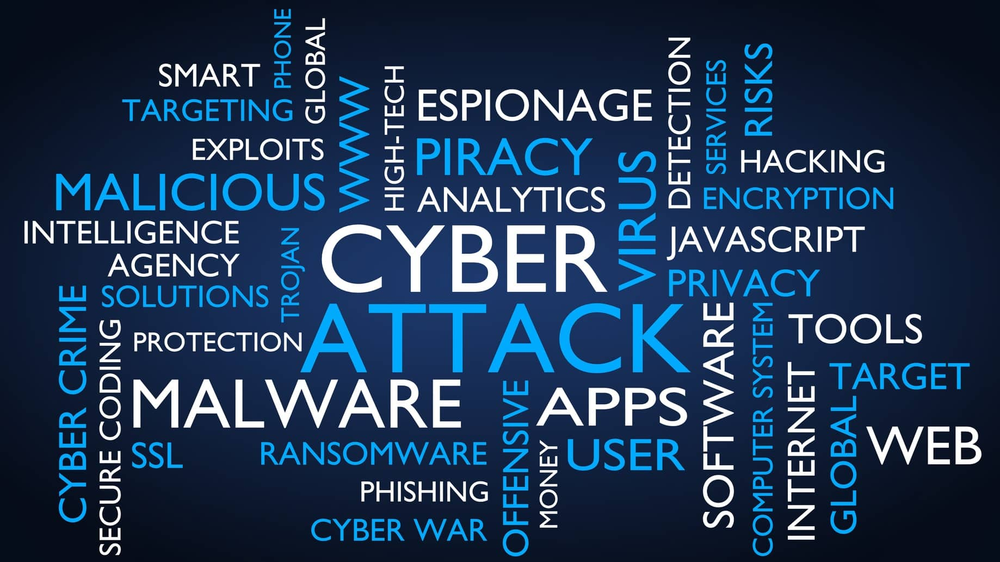 PHONE
GLOBAL
SMART
TARGETING
WWW
HIGH-TECH
ESPIONAGE
DETECTION
SERVICES
RISKS
EXPLOITS
PIRACY
HACKING
MALICIOUS
ANALYTICS
VIRUS
ENCRYPTION
INTELLIGENCE
AGENCY
TROJAN
CYBER
JAVASCRIPT
PRIVACY
SOLUTIONS
ATTACK
CYBER CRIME
SECURE CODING
PROTECTION
SOFTWARE
COMPUTER SYSTEM
TOOLS
MALWARE
OFFENSIVE
APPS
INTERNET
TARGET
GLOBAL
WEB
SSL
RANSOMWARE
MONEY
USER
PHISHING
CYBER WAR